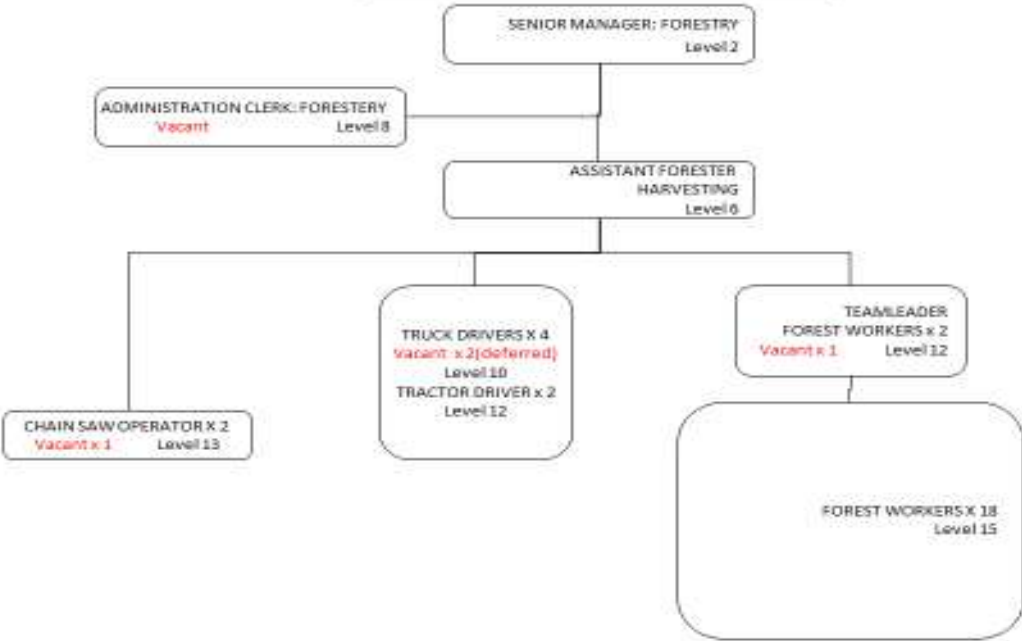 SENIOR MANAGER: FORESTRY
Level 2
ADMINISTRATION CLERK: FORESTERY
Vacant Level 8
ASSISTANT FORESTER
HARVESTING
Level 6
TRUCK DRIVERS X 4
Vacant x 2(deferred)
Level 10
TRACTOR DRIVER x 2
Level 12
TEAMLEADER
FOREST WORKERS x 2
Vacant x 1 Level 12
CHAIN SAW OPERATOR X 2
Vacant x 1 Level 13
FOREST WORKERS X 18
Level 15